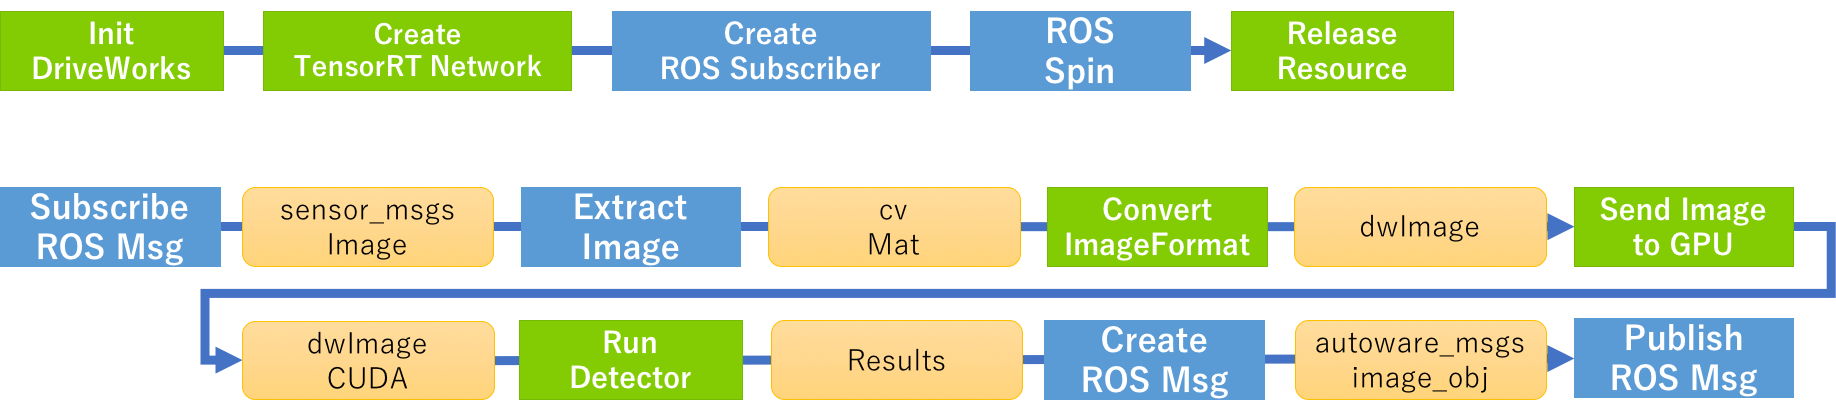 Init
DriveWorks
Create
TensorRT Network
Create
ROS Subscriber
ROS
Spin
Release
Resource
Subscribe
ROS Msg
sensor_msgs
Image
Extract
Image
cv
Mat
Convert
ImageFormat
dwImage
Send Image
to GPU
dwImage
CUDA
Run
Detector
Results
Create
ROS Msg
autoware_msgs
image_obj
Publish
ROS Msg